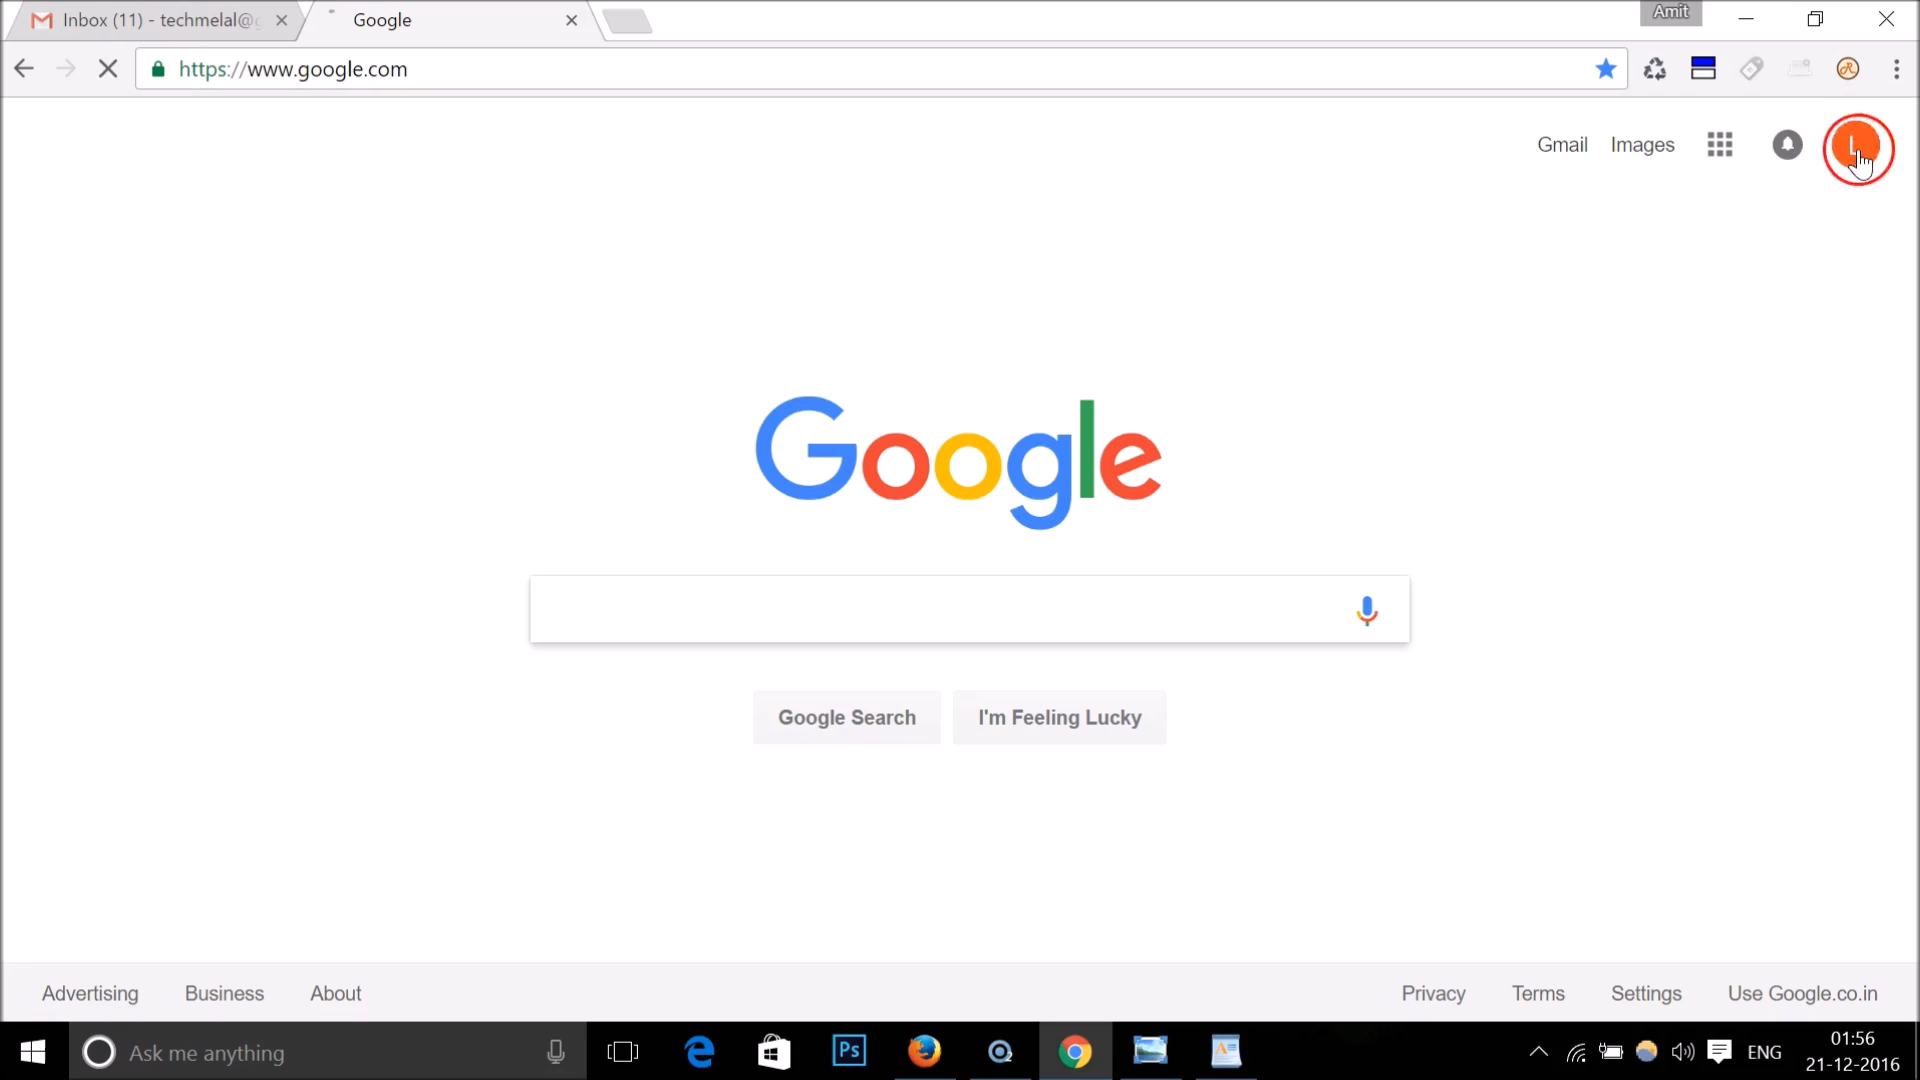 Inbox (11) - techmelal@g
Google
Amit
https://www.google.com
Gmail
Images
L
Google
Google Search
I'm Feeling Lucky
Advertising
Business
About
Privacy
Terms
Settings
Use Google.co.in
Ask me anything
Ps
ENG
01:56
21-12-2016